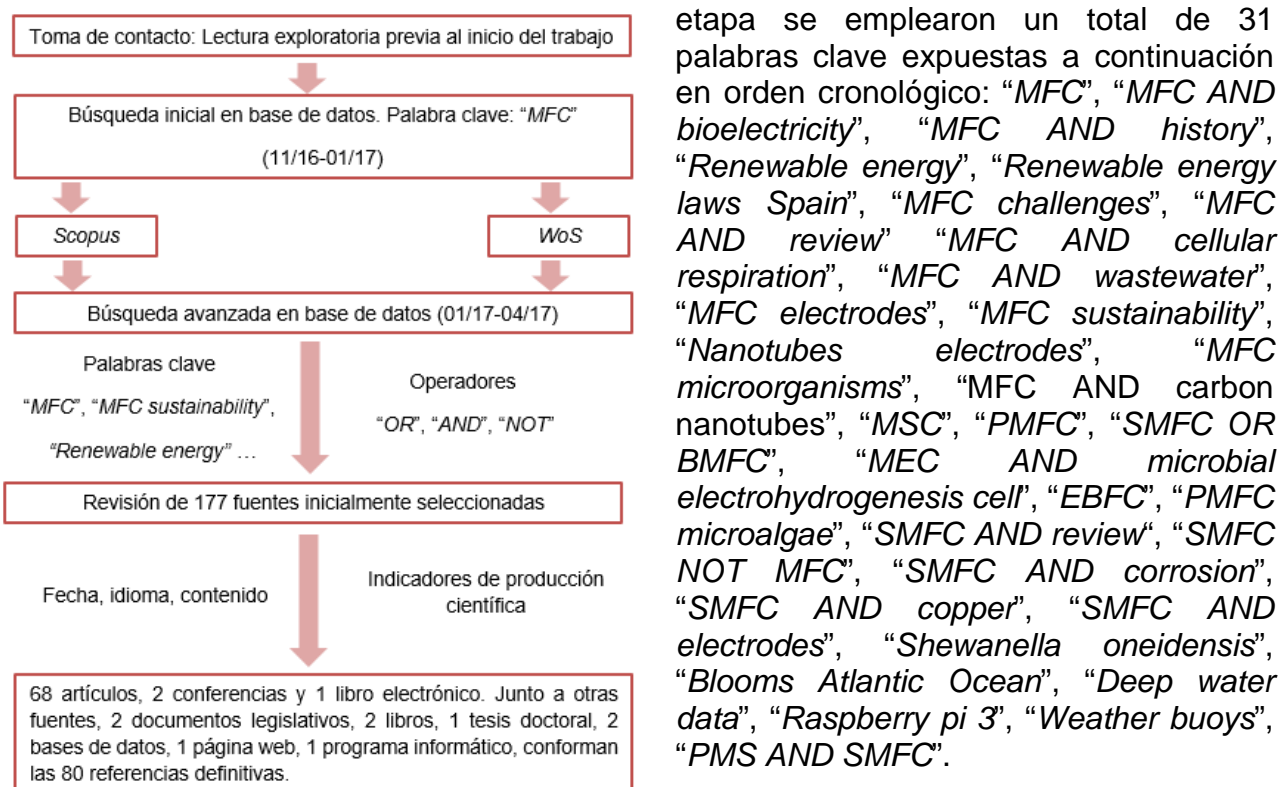 Toma de contacto: Lectura exploratoria previa al inicio del trabajo
Búsqueda inicial en base de datos. Palabra clave: “MFC”
(11/16-01/17)
Scopus
WoS
Búsqueda avanzada en base de datos (01/17-04/17)
Palabras clave
“MFC”, “MFC sustainability”,
“Renewable energy” …
Operadores
“OR”, “AND”, “NOT”
Revisión de 177 fuentes inicialmente seleccionadas
Fecha, idioma, contenido
Indicadores de producción
científica
68 artículos, 2 conferencias y 1 libro electrónico. Junto a otras
fuentes, 2 documentos legislativos, 2 libros, 1 tesis doctoral, 2
bases de datos, 1 página web, 1 programa informático, conforman
las 80 referencias definitivas.
etapa se emplearon un total de 31
palabras clave expuestas a continuación
en orden cronológico: “MFC”, “MFC AND
bioelectricity”, “MFC AND history”,
“Renewable energy”, “Renewable energy
laws Spain”, “MFC challenges”, “MFC
AND review” “MFC AND cellular
respiration”, “MFC AND wastewater”,
“MFC electrodes”, “MFC sustainability”,
“Nanotubes electrodes”, “MFC
microorganisms”, “MFC AND carbon
nanotubes”, “MSC”, “PMFC”, “SMFC OR
BMFC”, “MEC AND microbial
electrohydrogenesis cell”, “EBFC”, “PMFC
microalgae”, “SMFC AND review“, “SMFC
NOT MFC”, “SMFC AND corrosion”,
“SMFC AND copper”, “SMFC AND
electrodes”, “Shewanella oneidensis”,
“Blooms Atlantic Ocean”, “Deep water
data”, “Raspberry pi 3”, “Weather buoys”,
“PMS AND SMFC”.